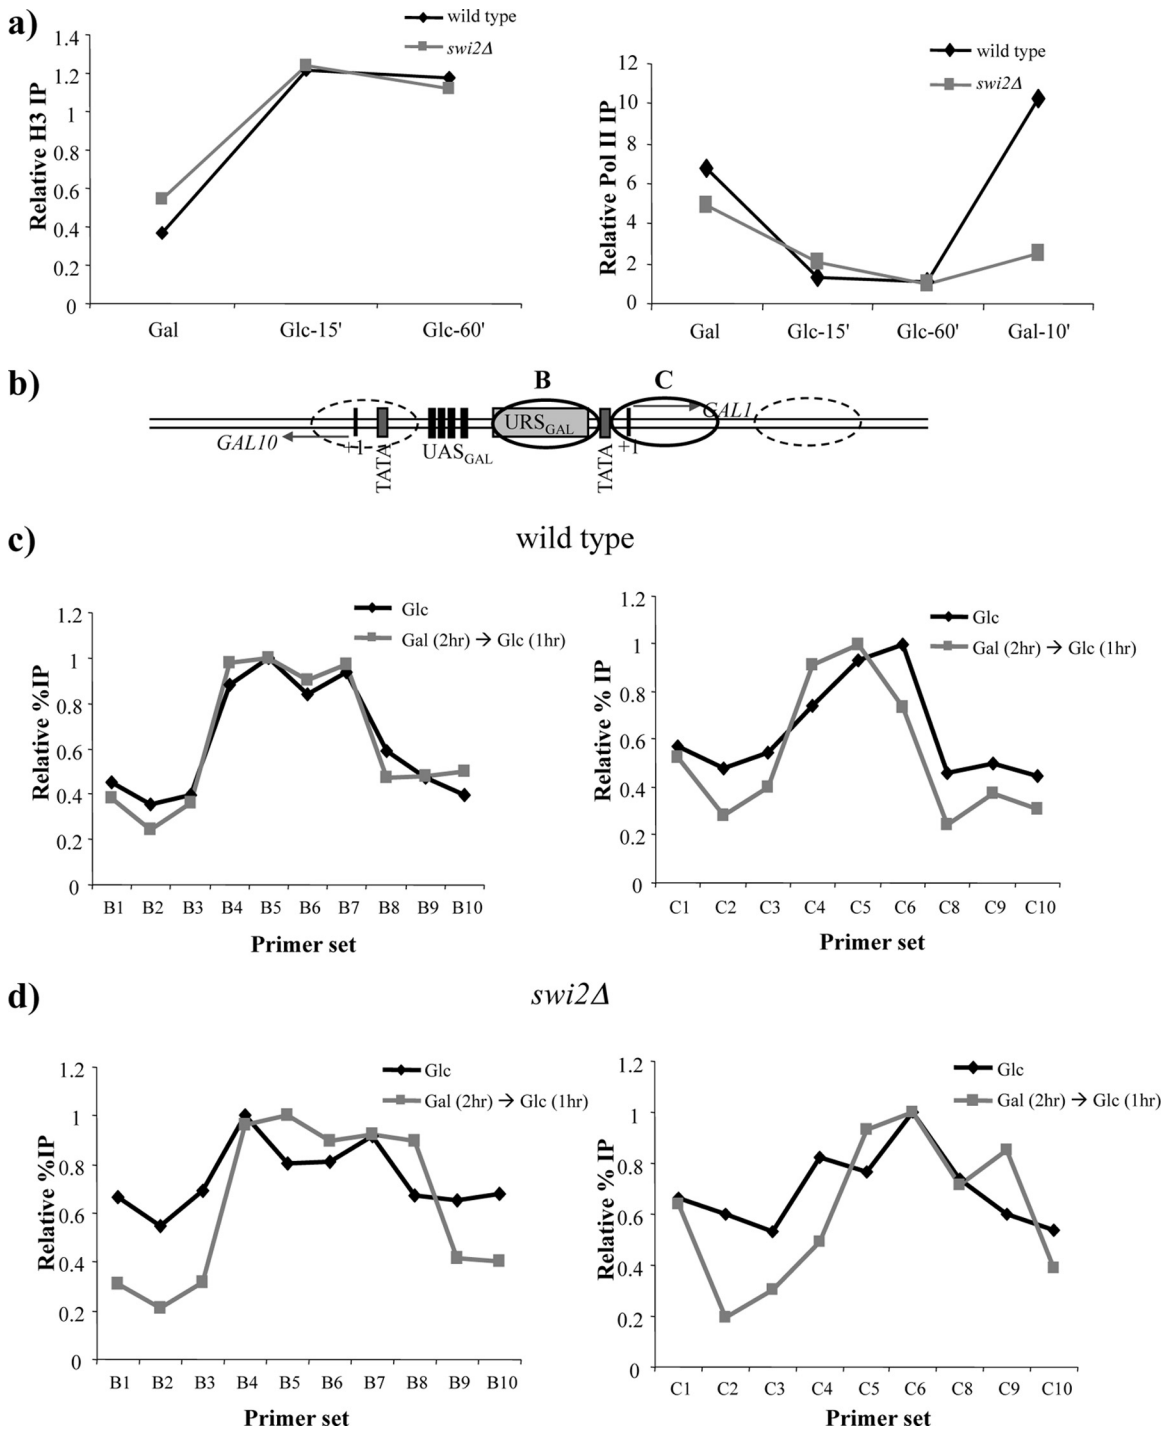 a)
wild type
swi2Δ
1.4
1.2
1
0.8
0.6
0.4
0.2
0
Relative H3 IP
Gal Glc-15' Glc-60'
wild type
swi2Δ
12
10
8
6
4
2
0
Relative Pol II IP
Gal Glc-15' Glc-60' Gal-10'
b)
B C
GAL10 +1 TATA UAS GAL URS GAL TATA +1 GAL1
c)
wild type
Glc
Gal (2hr) → Glc (1hr)
1.2
1
0.8
0.6
0.4
0.2
0
Relative %IP
B1 B2 B3 B4 B5 B6 B7 B8 B9 B10
Primer set
Glc
Gal (2hr) → Glc (1hr)
1.2
1
0.8
0.6
0.4
0.2
0
Relative % IP
C1 C2 C3 C4 C5 C6 C8 C9 C10
Primer set
d)
swi2Δ
Glc
Gal (2hr) → Glc (1hr)
1.2
1
0.8
0.6
0.4
0.2
0
Relative %IP
B1 B2 B3 B4 B5 B6 B7 B8 B9 B10
Primer set
Glc
Gal (2hr) → Glc (1hr)
1.2
1
0.8
0.6
0.4
0.2
0
Relative % IP
C1 C2 C3 C4 C5 C6 C8 C9 C10
Primer set